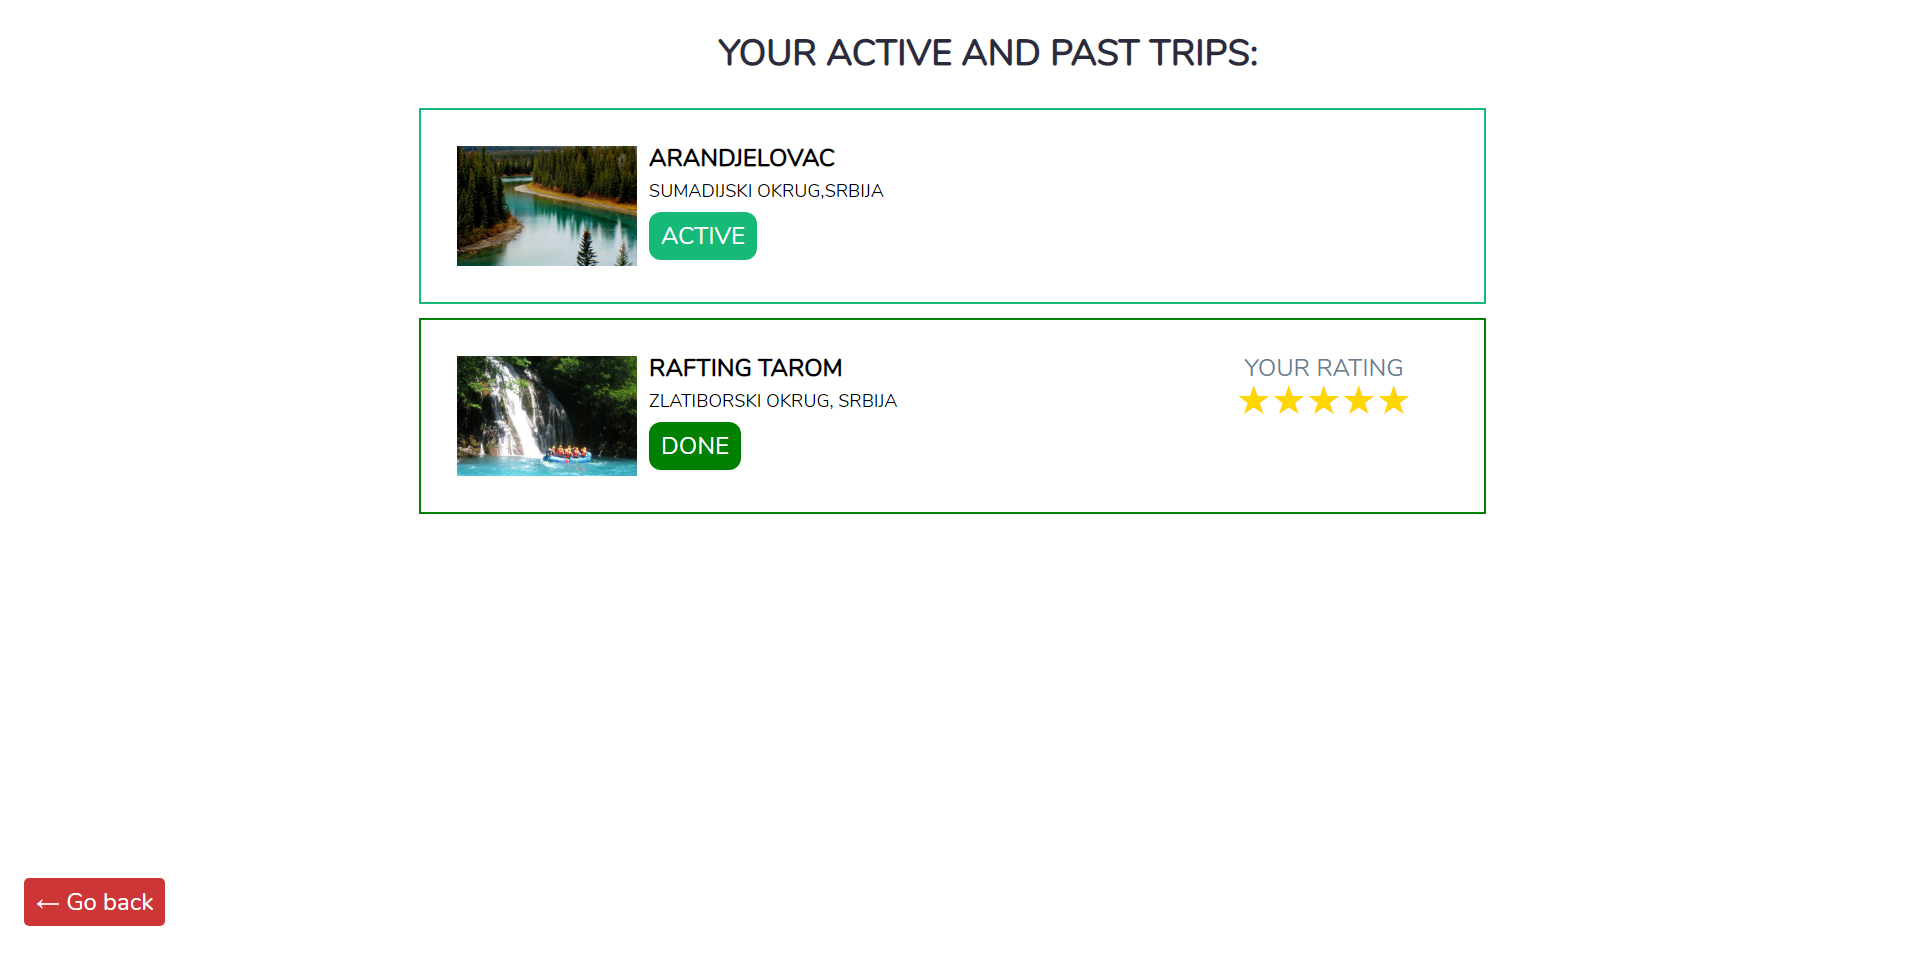 YOUR ACTIVE AND PAST TRIPS:
ARANDJELOVAC
SUMADIJSKI OKRUG,SRBIJA
ACTIVE
RAFTING TAROM
ZLATIBORSKI OKRUG, SRBIJA
DONE
YOUR RATING
★★★★★
← Go back